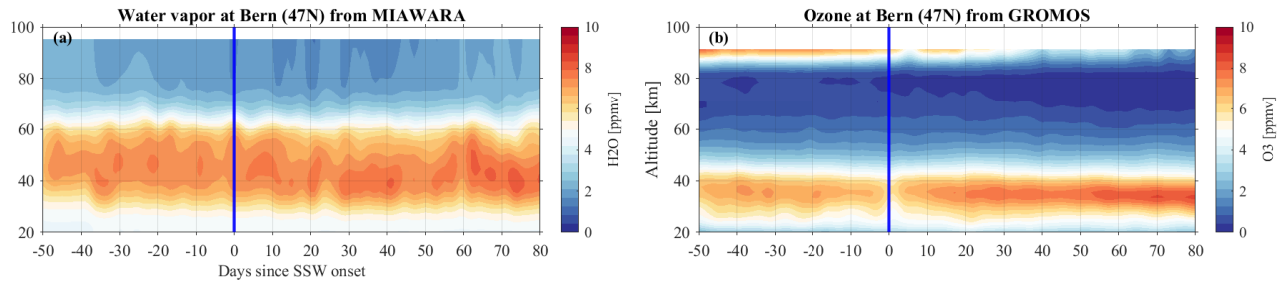 Water vapor at Bern (47N) from MIAWARA
(a)
100
80
60
40
20
-50 -40 -30 -20 -10 0 10 20 30 40 50 60 70 80
Days since SSW onset
10
8
6
4
2
0
H2O [ppmv]
Ozone at Bern (47N) from GROMOS
(b)
Altitude [km]
100
80
60
40
20
-50 -40 -30 -20 -10 0 10 20 30 40 50 60 70 80
10
8
6
4
2
0
O3 [ppmv]